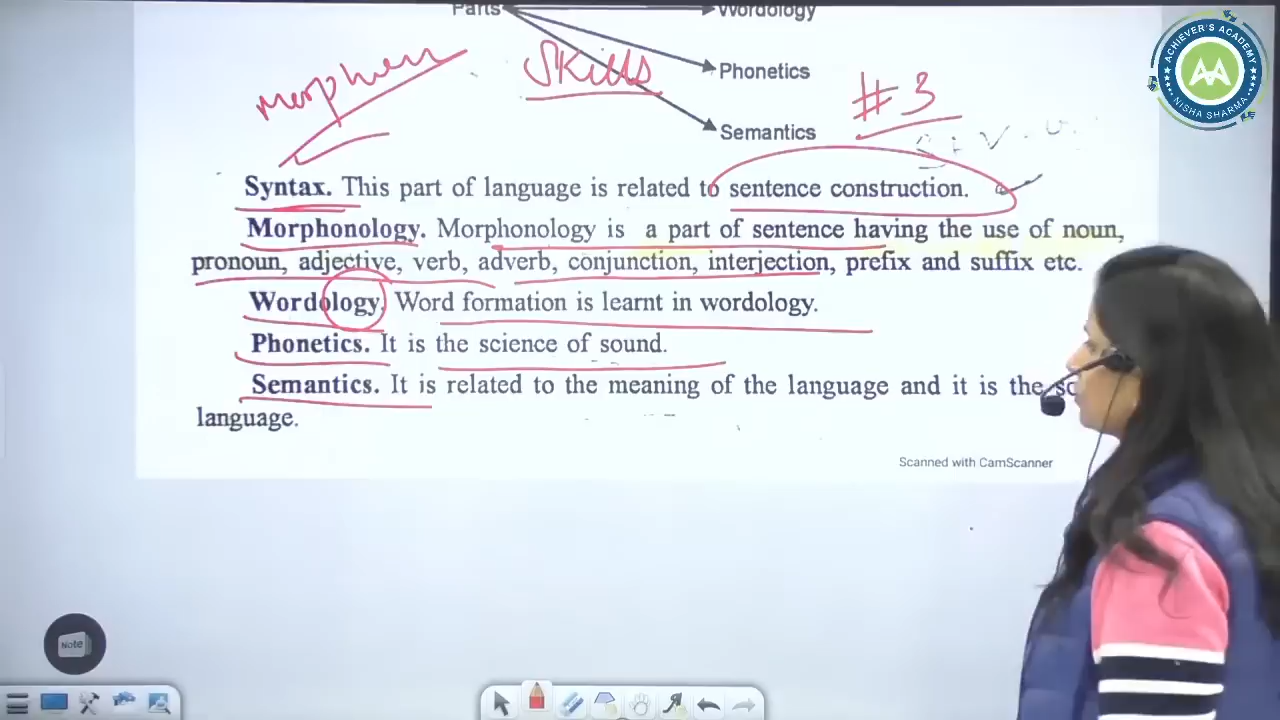 Parts
Wordology
Skills
Phonetics
#3
Semantics
S + V
Syntax. This part of language is related to sentence construction.
Morphonology. Morphonology is a part of sentence having the use of noun,
pronoun, adjective, verb, adverb, conjunction, interjection, prefix and suffix etc.
Wordology. Word formation is learnt in wordology.
Phonetics. It is the science of sound.
Semantics. It is related to the meaning of the language and it is the
language.
Scanned with CamScanner
ACHIEVER'S ACADEMY
AA
NISHA SHARMA
Note